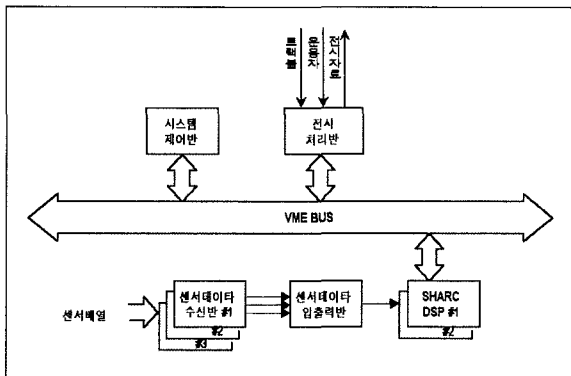 트랙볼
운용자
전시자료
시스템
제어반
전시
처리반
VME BUS
센서배열
센서데이타
수신반 #1
#2
#3
센서데이타
입출력반
SHARC
DSP #1
#2